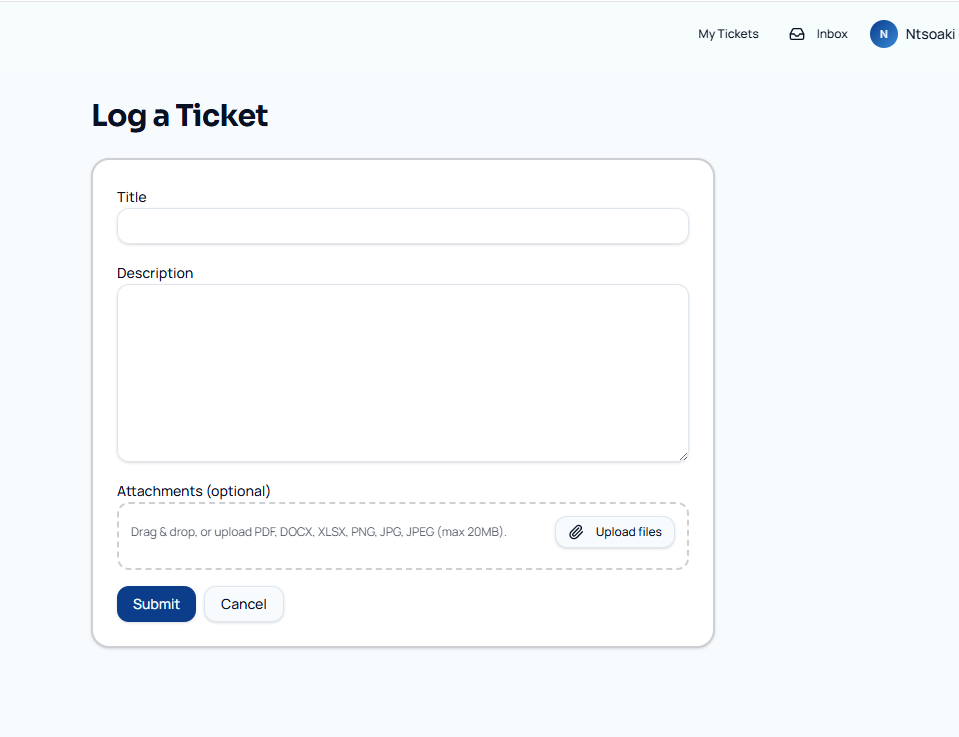 My Tickets Inbox N Ntsoaki
Log a Ticket
Title
Description
Attachments (optional)
Drag & drop, or upload PDF, DOCX, XLSX, PNG, JPG, JPEG (max 20MB). Upload files
Submit Cancel